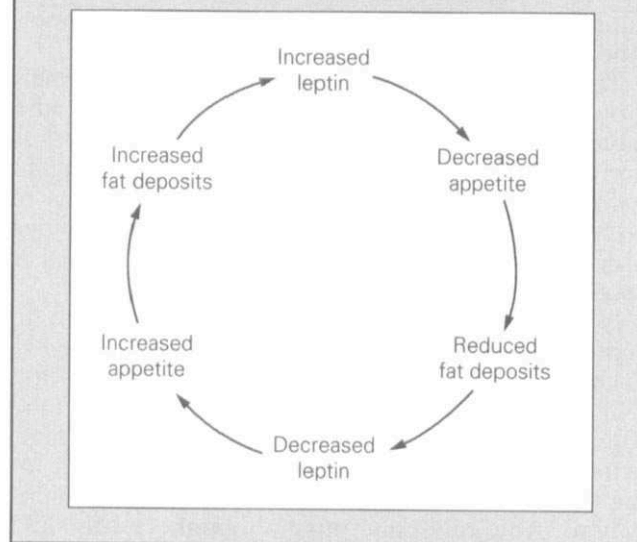 Increased
leptin
Decreased
appetite
Reduced
fat deposits
Decreased
leptin
Increased
appetite
Increased
fat deposits